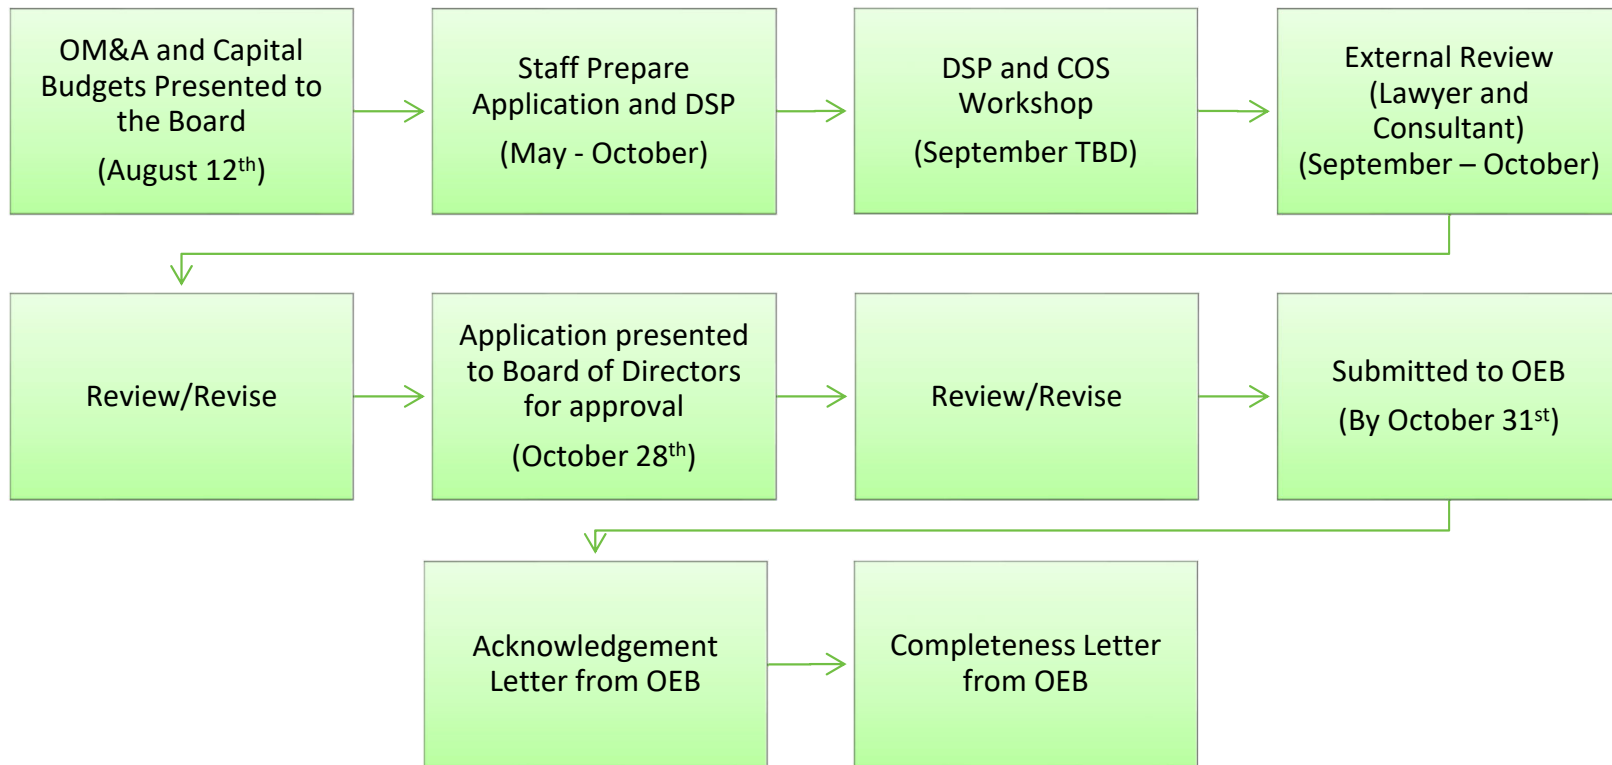 OM&A and Capital
Budgets Presented to
the Board
(August 12th)
Staff Prepare
Application and DSP
(May - October)
DSP and COS
Workshop
(September TBD)
External Review
(Lawyer and
Consultant)
(September – October)
Review/Revise
Application presented
to Board of Directors
for approval
(October 28th)
Review/Revise
Submitted to OEB
(By October 31st)
Acknowledgement
Letter from OEB
Completeness Letter
from OEB